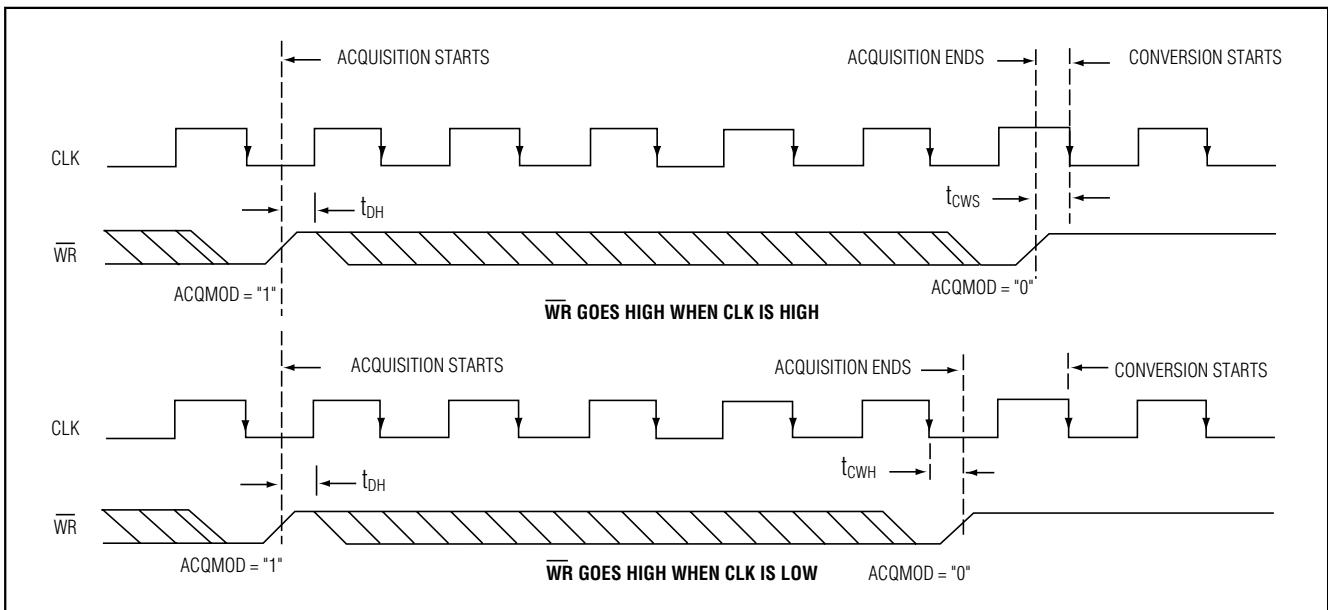 ACQUISITION STARTS
ACQUISITION ENDS
CONVERSION STARTS
CLK
tDH
tCWS
WR
ACQMOD = "1"
ACQMOD = "0"
WR GOES HIGH WHEN CLK IS HIGH
ACQUISITION STARTS
ACQUISITION ENDS
CONVERSION STARTS
CLK
tDH
tCWH
WR
ACQMOD = "1"
WR GOES HIGH WHEN CLK IS LOW
ACQMOD = "0"